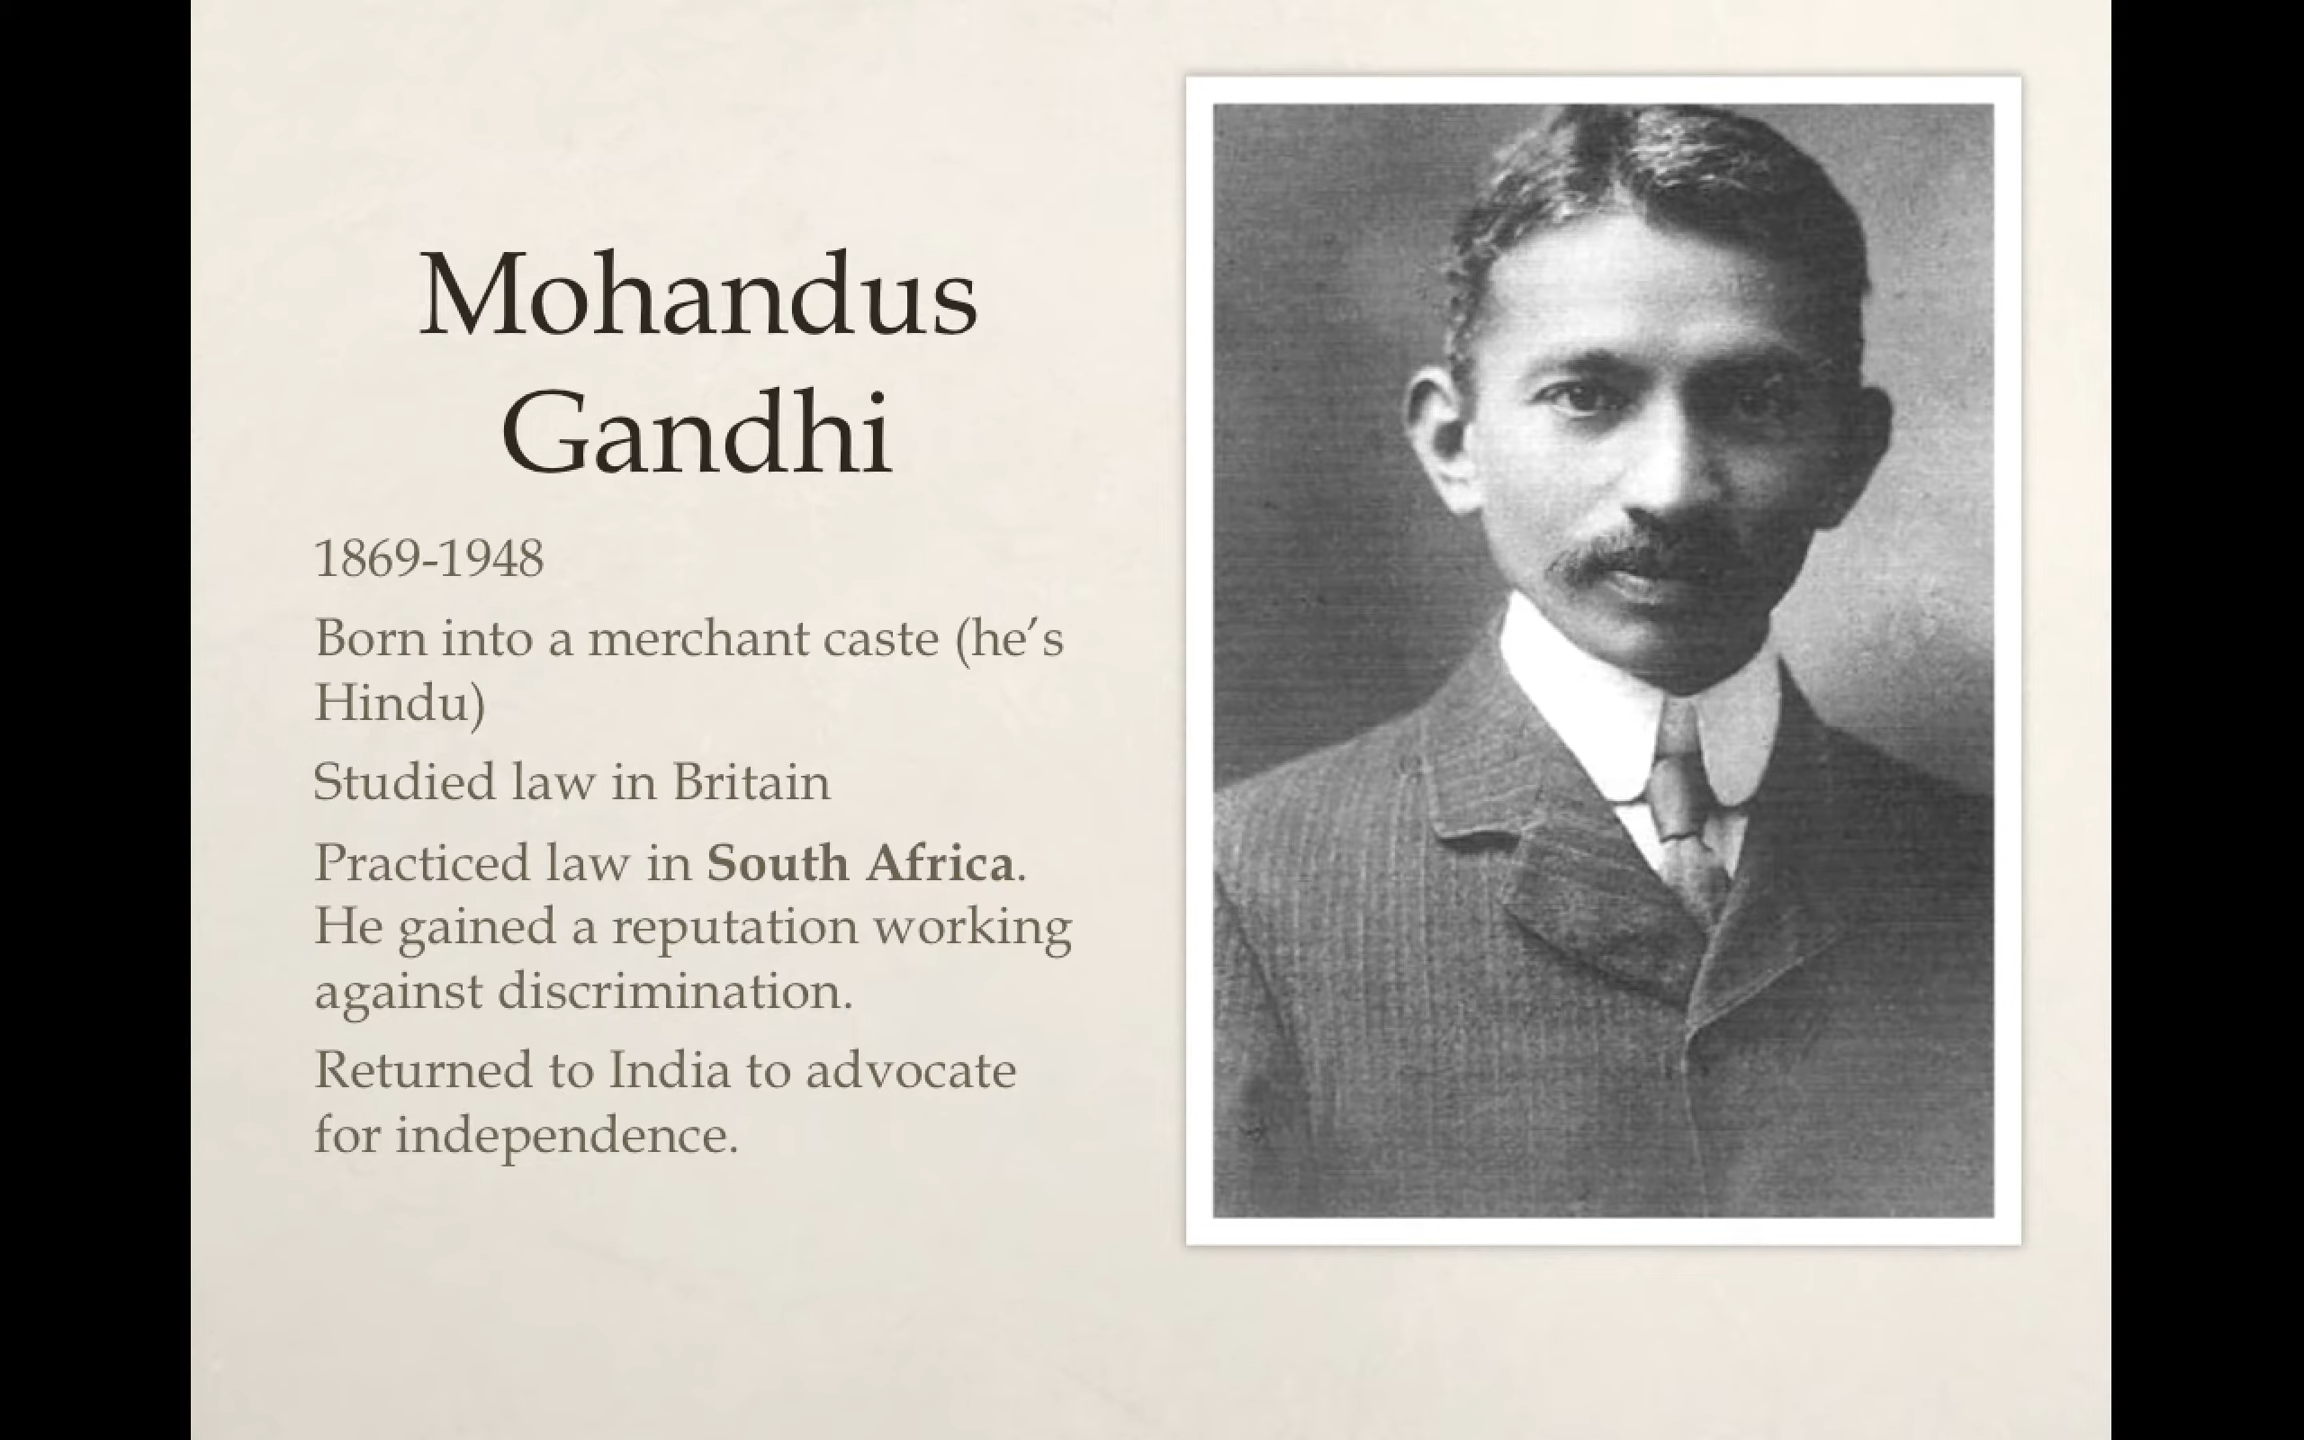 Mohandus
Gandhi
1869-1948
Born into a merchant caste (he’s
Hindu)
Studied law in Britain
Practiced law in South Africa.
He gained a reputation working
against discrimination.
Returned to India to advocate
for independence.